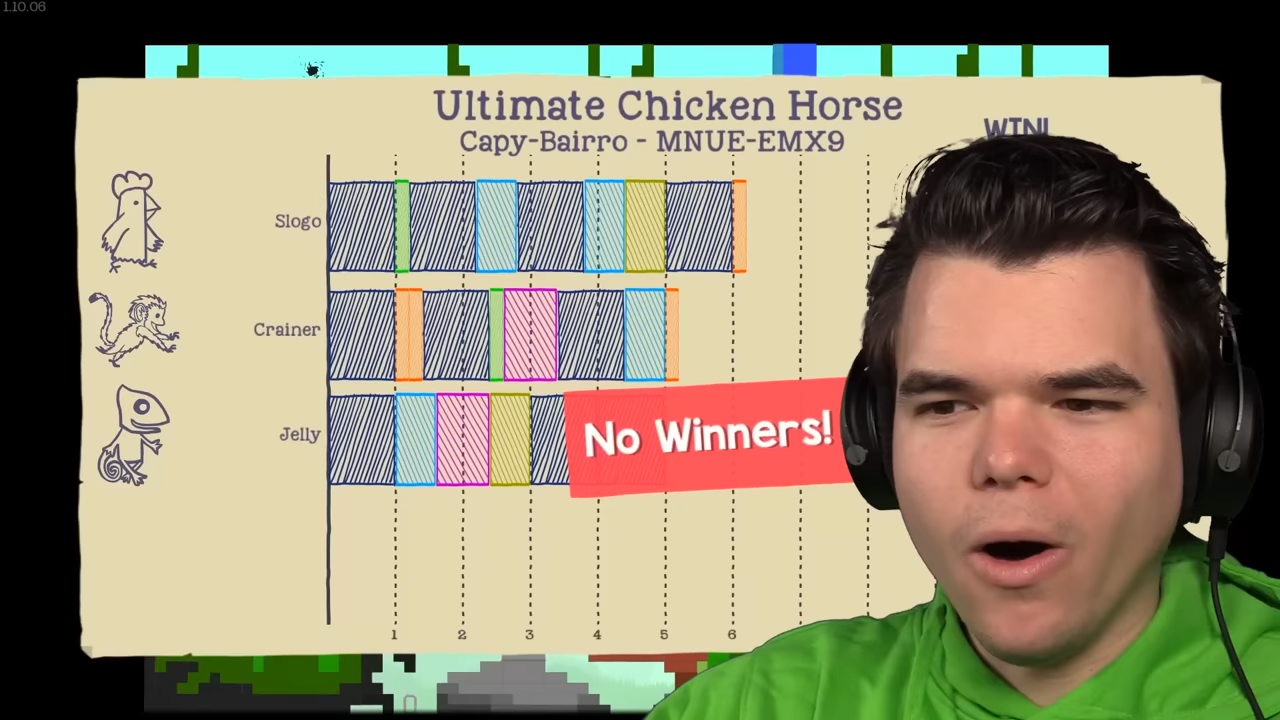 1.10.06
Ultimate Chicken Horse
Capy-Bairro - MNUE-EMX9
WIN!
Slogo
Crainer
Jelly
No Winners!
1 2 3 4 5 6